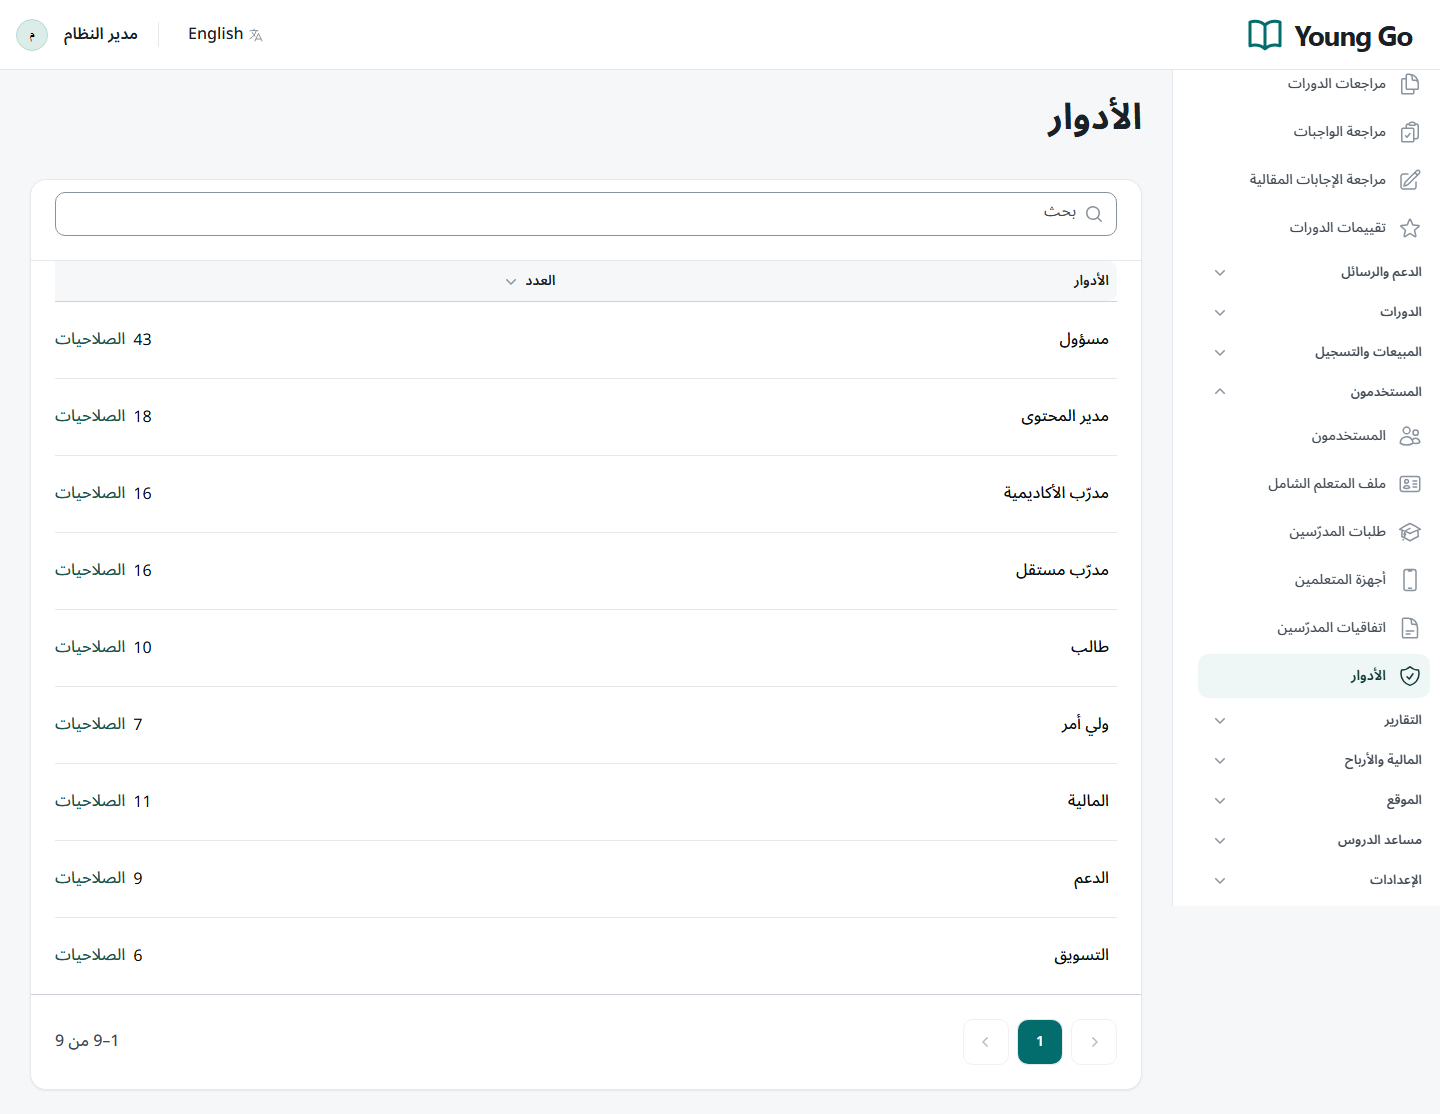 Young Go
English
مدير النظام
م
مراجعات الدورات
مراجعة الواجبات
مراجعة الإجابات المقالية
تقييمات الدورات
الدعم والرسائل
الدورات
المبيعات والتسجيل
المستخدمون
المستخدمون
ملف المتعلم الشامل
طلبات المدرّسين
أجهزة المتعلمين
اتفاقيات المدرّسين
الأدوار
التقارير
المالية والأرباح
الموقع
مساعد الدروس
الإعدادات
الأدوار
بحث
الأدوار العدد
مسؤول 43 الصلاحيات
مدير المحتوى 18 الصلاحيات
مدرّب الأكاديمية 16 الصلاحيات
مدرّب مستقل 16 الصلاحيات
طالب 10 الصلاحيات
ولي أمر 7 الصلاحيات
المالية 11 الصلاحيات
الدعم 9 الصلاحيات
التسويق 6 الصلاحيات
1
1–9 من 9